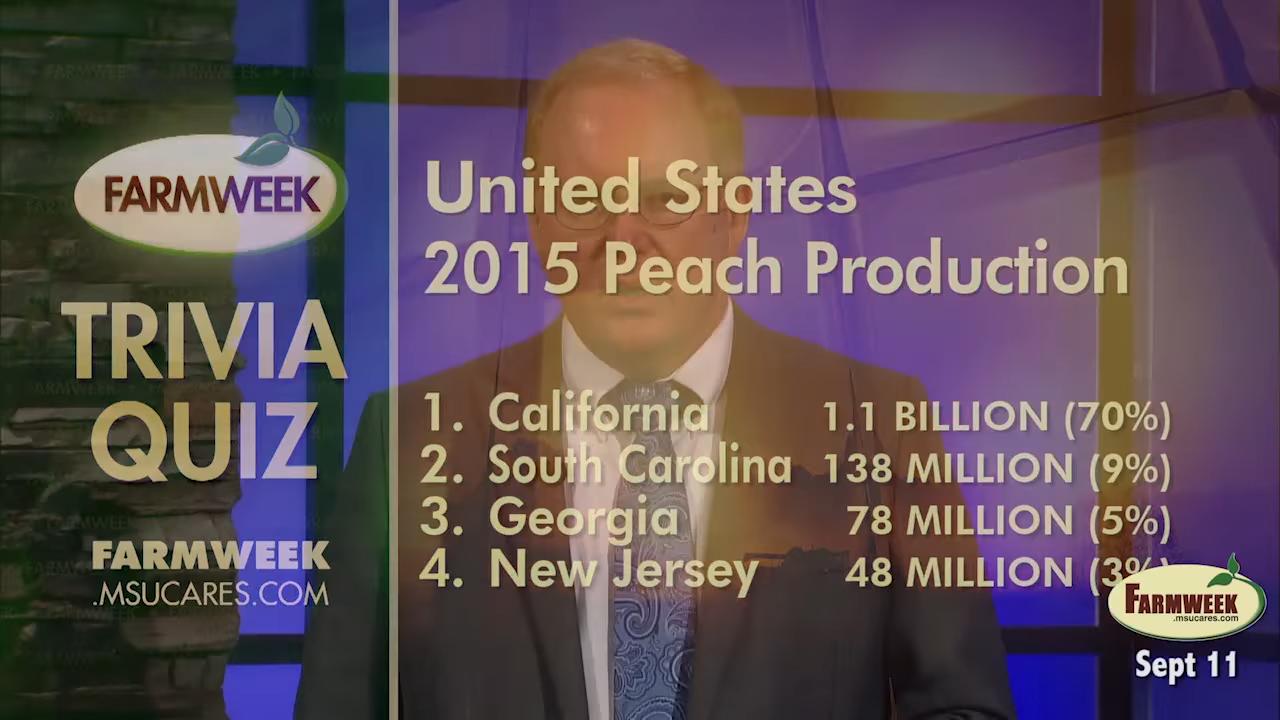 FARMWEEK
TRIVIA
QUIZ
FARMWEEK
.MSUCARES.COM
United States
2015 Peach Production
1. California 1.1 BILLION (70%)
2. South Carolina 138 MILLION (9%)
3. Georgia 78 MILLION (5%)
4. New Jersey 48 MILLION (3%)
FARMWEEK
.msucares.com
Sept 11